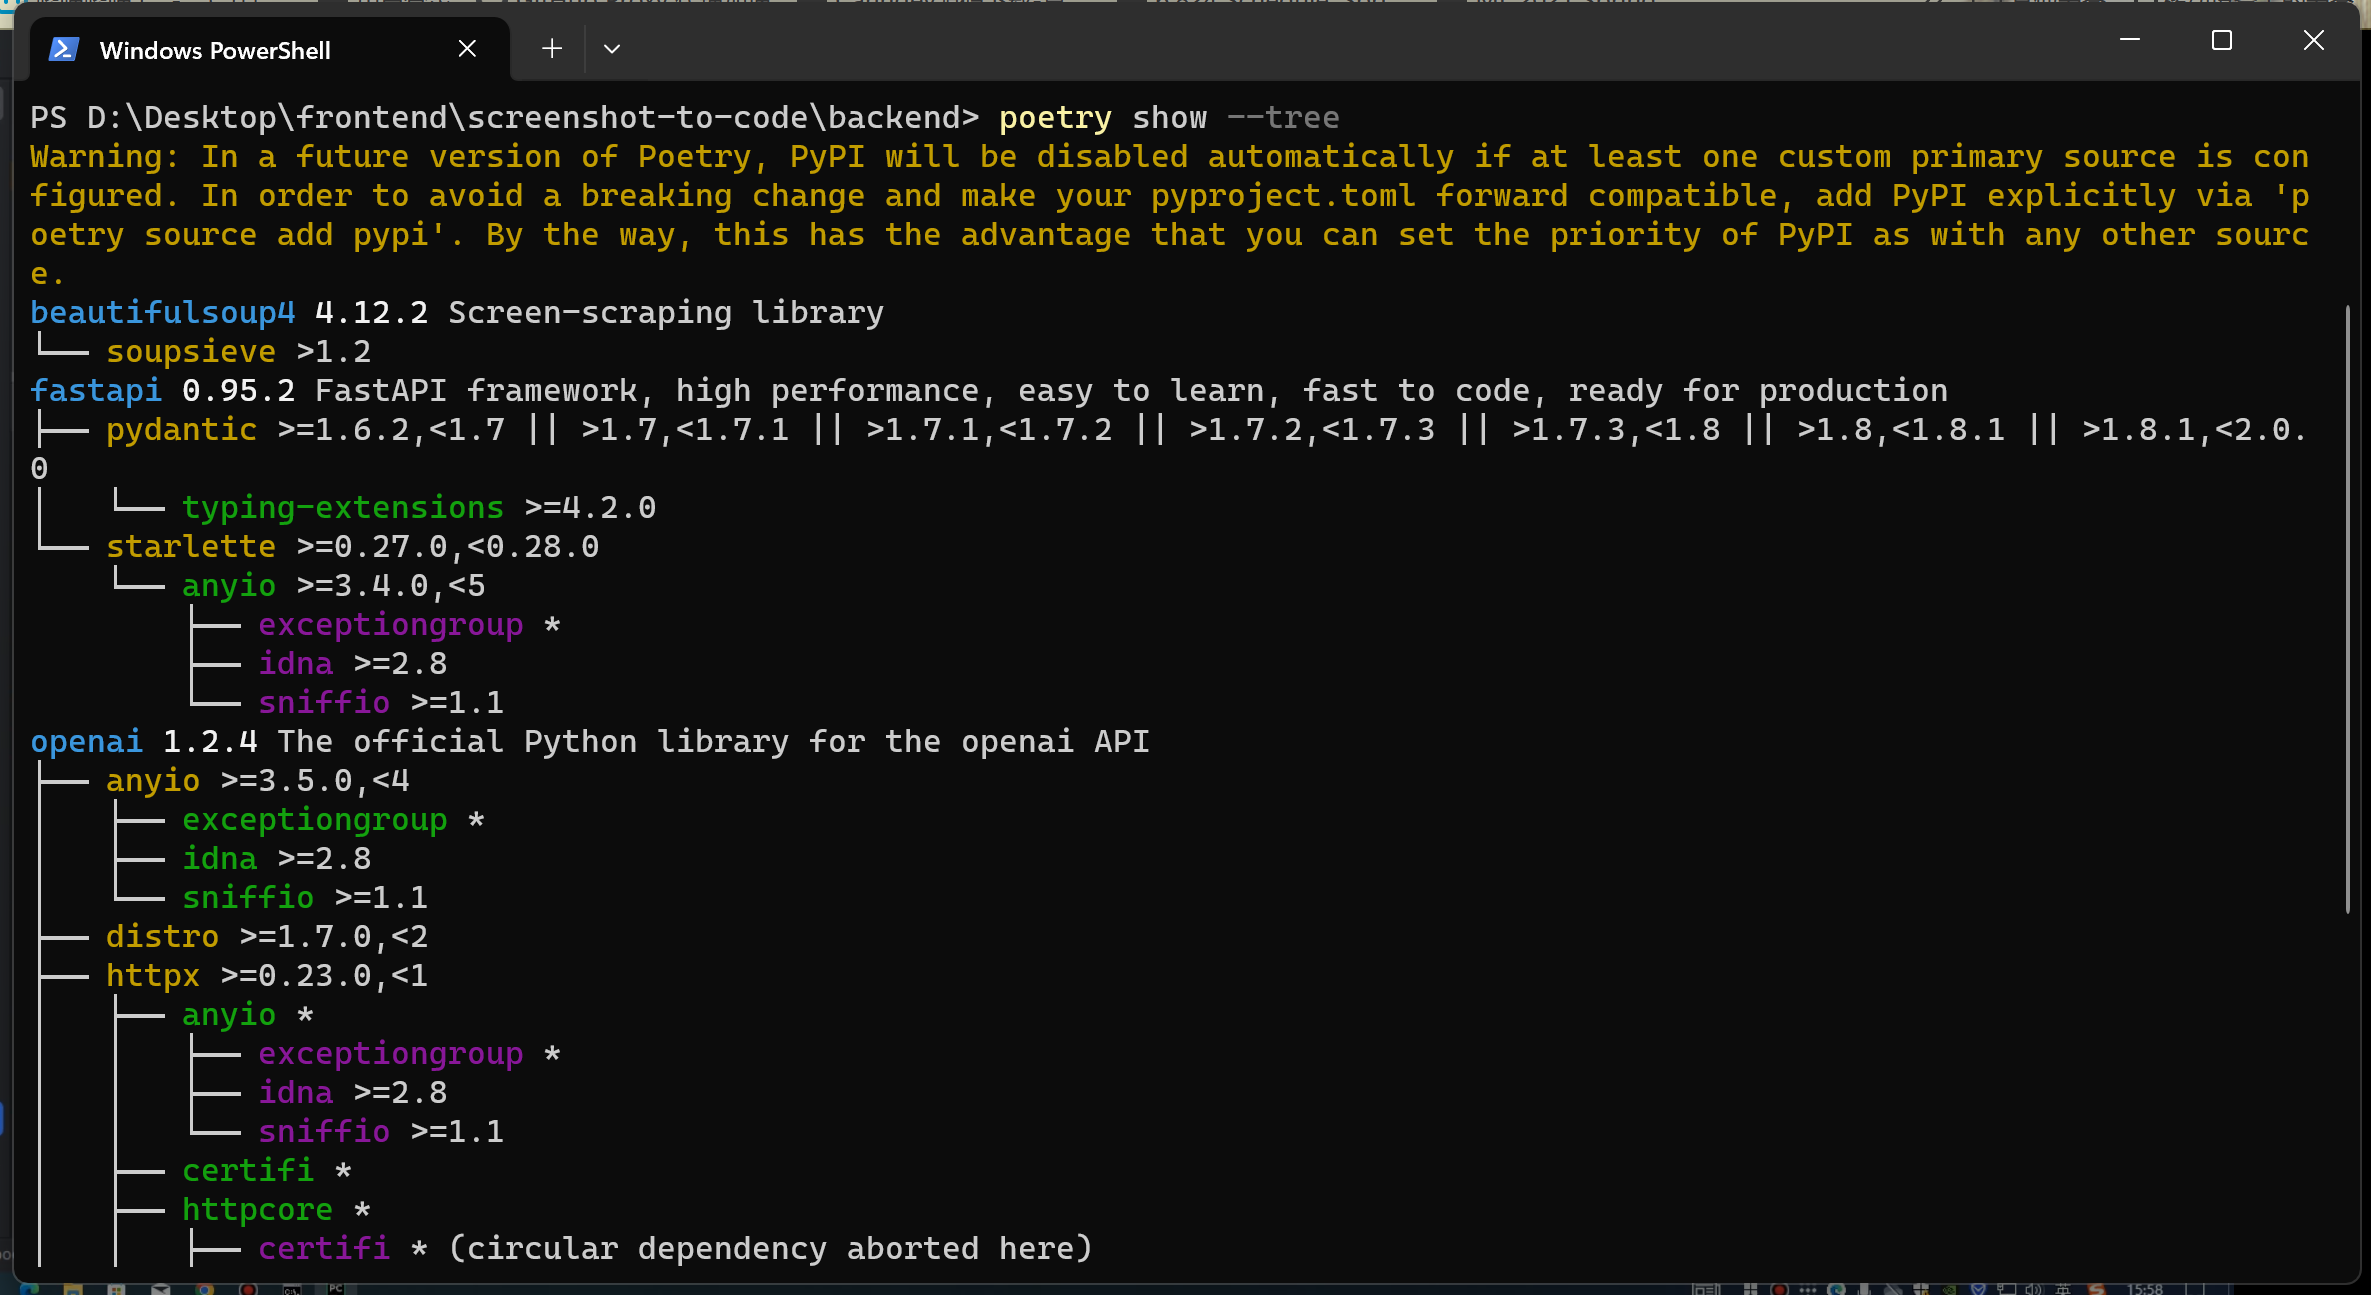 Windows PowerShell
PS D:\Desktop\frontend\screenshot-to-code\backend> poetry show --tree
Warning: In a future version of Poetry, PyPI will be disabled automatically if at least one custom primary source is con
figured. In order to avoid a breaking change and make your pyproject.toml forward compatible, add PyPI explicitly via 'p
oetry source add pypi'. By the way, this has the advantage that you can set the priority of PyPI as with any other sourc
e.
beautifulsoup4 4.12.2 Screen-scraping library
└── soupsieve >1.2
fastapi 0.95.2 FastAPI framework, high performance, easy to learn, fast to code, ready for production
├── pydantic >=1.6.2,<1.7 || >1.7,<1.7.1 || >1.7.1,<1.7.2 || >1.7.2,<1.7.3 || >1.7.3,<1.8 || >1.8,<1.8.1 || >1.8.1,<2.0.
0
│   └── typing-extensions >=4.2.0
└── starlette >=0.27.0,<0.28.0
    └── anyio >=3.4.0,<5
        ├── exceptiongroup *
        ├── idna >=2.8
        └── sniffio >=1.1
openai 1.2.4 The official Python library for the openai API
├── anyio >=3.5.0,<4
│   ├── exceptiongroup *
│   ├── idna >=2.8
│   └── sniffio >=1.1
├── distro >=1.7.0,<2
├── httpx >=0.23.0,<1
│   ├── anyio *
│   │   ├── exceptiongroup *
│   │   ├── idna >=2.8
│   │   └── sniffio >=1.1
│   ├── certifi *
│   ├── httpcore *
│   │   ├── certifi * (circular dependency aborted here)
15:58